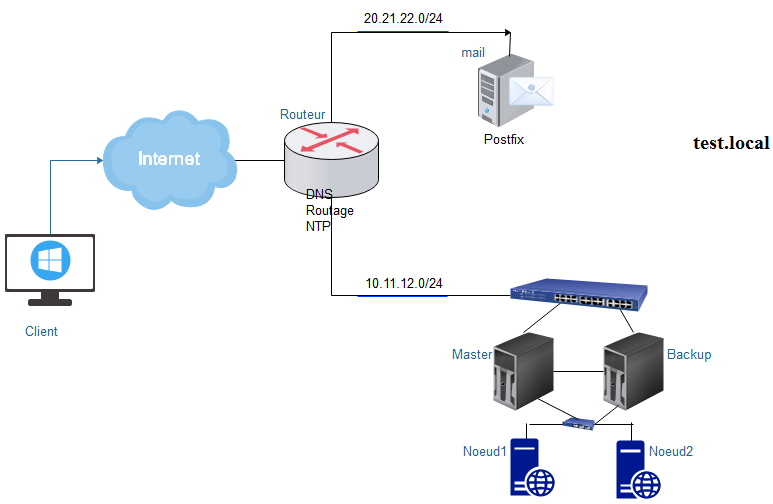 20.21.22.0/24
mail
Routeur
Postfix
test.local
Internet
DNS
Routage
NTP
10.11.12.0/24
Client
Master
Backup
Noeud1
Noeud2